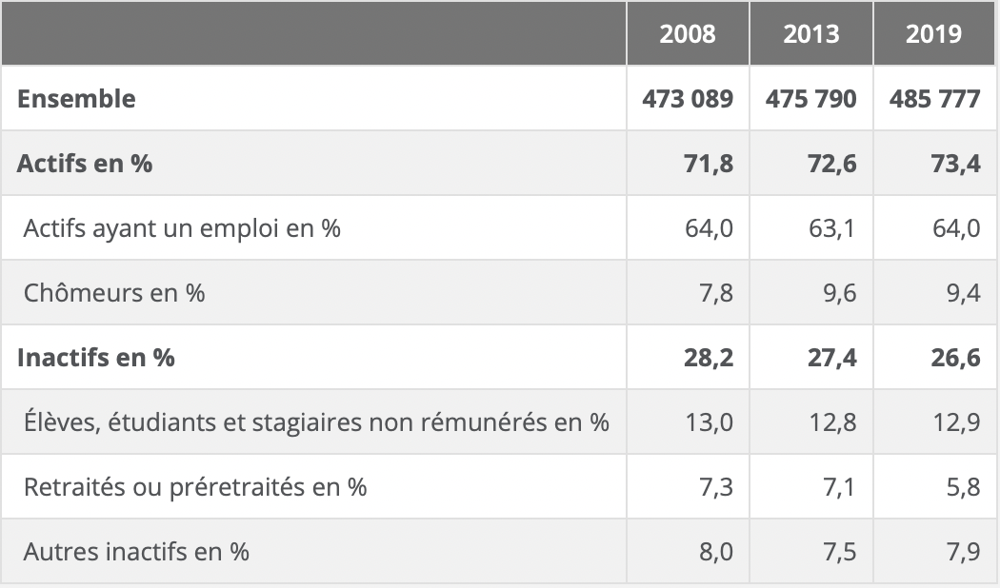 2008 2013 2019
Ensemble 473 089 475 790 485 777
Actifs en % 71,8 72,6 73,4
Actifs ayant un emploi en % 64,0 63,1 64,0
Chômeurs en % 7,8 9,6 9,4
Inactifs en % 28,2 27,4 26,6
Élèves, étudiants et stagiaires non rémunérés en % 13,0 12,8 12,9
Retraités ou préretraités en % 7,3 7,1 5,8
Autres inactifs en % 8,0 7,5 7,9